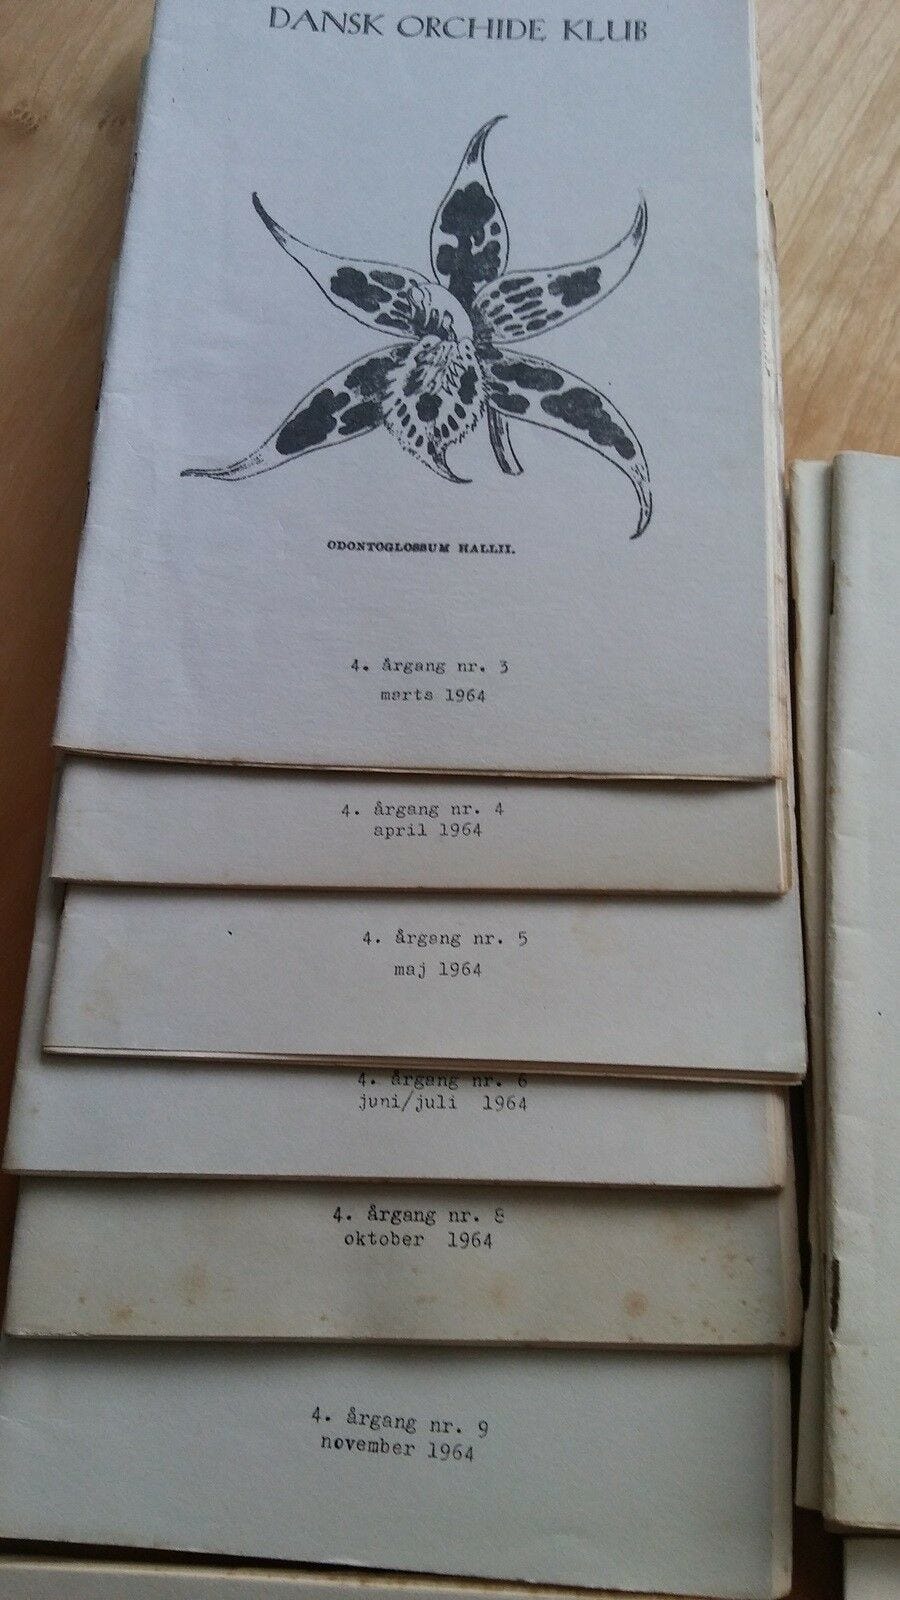 DANSK ORCHIDE KLUB
ODONTOGLOSSUM HALLII.
4. årgang nr. 3
marts 1964
4. årgang nr. 4
april 1964
4. årgang nr. 5
maj 1964
4. årgang nr. 6
juni/juli 1964
4. årgang nr. 8
oktober 1964
4. årgang nr. 9
november 1964